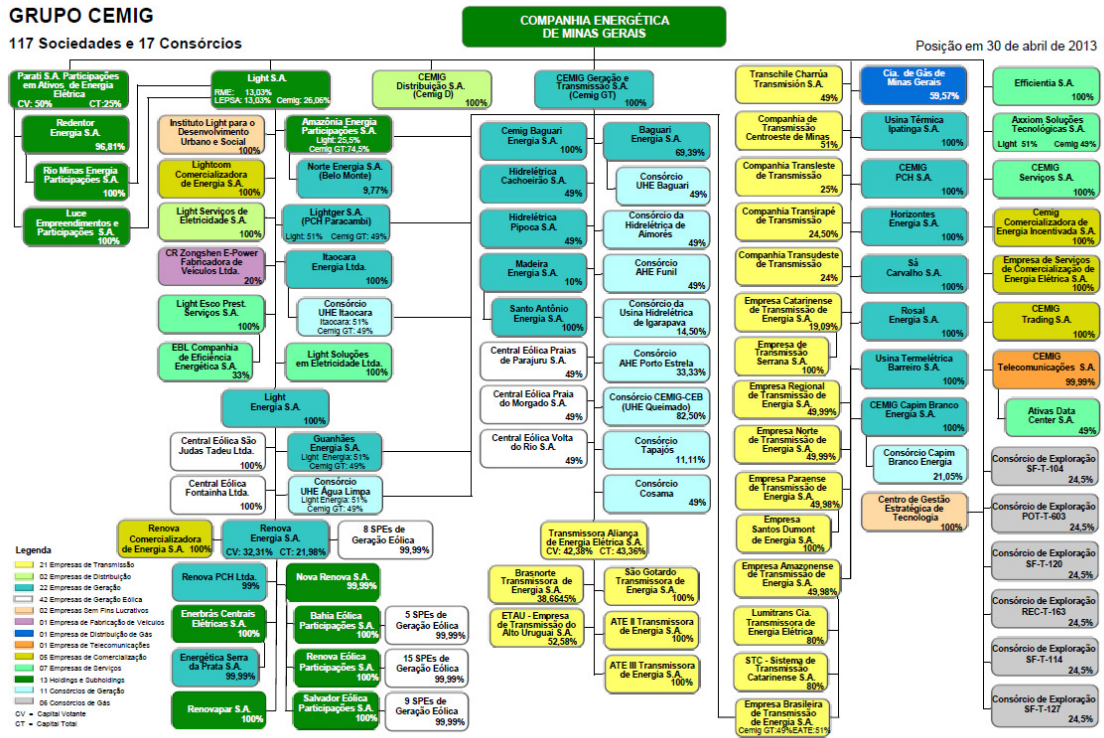 GRUPO CEMIG
117 Sociedades e 17 Consórcios
COMPANHIA ENERGÉTICA
DE MINAS GERAIS
Posição em 30 de abril de 2013
Parati S.A. Participações
em Ativos de Energia
Elétrica
CV: 50% CT:25%
Redentor
Energia S.A.
96,81%
Rio Minas Energia
Participações S.A.
100%
Luce
Empreendimentos e
Participações S.A.
100%
Light S.A.
RME: 13,03%
LEPSA: 13,03% Cemig: 26,06%
Instituto Light para o
Desenvolvimento
Urbano e Social
100%
Lightcom
Comercializadora
de Energia S.A.
100%
Light Serviços de
Eletricidade S.A.
100%
CR Zongshen E-Power
Fabricadora de
Veículos Ltda.
20%
Light Esco Prest.
Serviços S.A.
100%
EBL Companhia
de Eficiência
Energética S.A.
33%
Amazônia Energia
Participações S.A.
Light: 25,5%
Cemig GT:74,5%
Norte Energia S.A.
(Belo Monte)
9,77%
Lightger S.A.
(PCH Paracambi)
Light: 51% Cemig GT: 49%
Itaocara
Energia Ltda.
100%
Consórcio
UHE Itaocara
Itaocara: 51%
Cemig GT: 49%
Light Soluções
em Eletricidade Ltda.
100%
Light
Energia S.A.
100%
Central Eólica São
Judas Tadeu Ltda.
100%
Central Eólica
Fontainha Ltda.
100%
Guanhães
Energia S.A.
Light Energia: 51%
Cemig GT: 49%
Consórcio
UHE Água Limpa
Light Energia: 51%
Cemig GT: 49%
Renova
Comercializadora
de Energia S.A. 100%
Renova
Energia S.A.
CV: 32,31% CT: 21,98%
8 SPEs de
Geração Eólica
99,99%
Renova PCH Ltda.
99%
Enerbrás Centrais
Elétricas S.A.
100%
Energética Serra
da Prata S.A.
99,99%
Renovapar S.A.
100%
Nova Renova S.A.
99,99%
Bahia Eólica
Participações S.A.
100%
5 SPEs de
Geração Eólica
99,99%
Renova Eólica
Participações S.A.
100%
15 SPEs de
Geração Eólica
99,99%
Salvador Eólica
Participações S.A.
100%
9 SPEs de
Geração Eólica
99,99%
CEMIG
Distribuição S.A.
(Cemig D)
100%
CEMIG Geração e
Transmissão S.A.
(Cemig GT)
100%
Cemig Baguari
Energia S.A.
100%
Hidrelétrica
Cachoeirão S.A.
49%
Hidrelétrica
Pipoca S.A.
49%
Madeira
Energia S.A.
10%
Santo Antônio
Energia S.A.
100%
Central Eólica Praias
de Parajuru S.A.
49%
Central Eólica Praia
do Morgado S.A.
49%
Central Eólica Volta
do Rio S.A.
49%
Baguari
Energia S.A.
69,39%
Consórcio
UHE Baguari
49%
Consórcio da
Hidrelétrica de
Aimorés
49%
Consórcio
AHE Funil
49%
Consórcio da
Usina Hidrelétrica
de Igarapava
14,50%
Consórcio
AHE Porto Estrela
33,33%
Consórcio CEMIG-CEB
(UHE Queimado)
82,50%
Consórcio
Tapajós
11,11%
Consórcio
Cosama
49%
Transmissora Aliança
de Energia Elétrica S.A.
CV: 42,38% CT: 43,36%
Brasnorte
Transmissora de
Energia S.A.
38,6645%
ETAU - Empresa
de Transmissão do
Alto Uruguai S.A.
52,58%
São Gotardo
Transmissora de
Energia S.A.
100%
ATE II Transmissora
de Energia S.A.
100%
ATE III Transmissora
de Energia S.A.
100%
Transchile Charrúa
Transmisión S.A.
49%
Companhia de
Transmissão
Centroeste de Minas
51%
Companhia Transleste
de Transmissão
25%
Companhia Transirapé
de Transmissão
24,50%
Companhia Transudeste
de Transmissão
24%
Empresa Catarinense
de Transmissão de
Energia S.A.
19,09%
Empresa de
Transmissão
Serrana S.A.
100%
Empresa Regional
de Transmissão de
Energia S.A.
49,99%
Empresa Norte
de Transmissão de
Energia S.A.
49,99%
Empresa Paraense
de Transmissão de
Energia S.A.
49,98%
Empresa
Santos Dumont
de Energia S.A.
100%
Empresa Amazonense
de Transmissão de
Energia S.A.
49,98%
Lumitrans Cia.
Transmissora de
Energia Elétrica
80%
STC - Sistema de
Transmissão
Catarinense S.A.
80%
Empresa Brasileira
de Transmissão
de Energia S.A.
Cemig GT:49%EATE:51%
Cia. de Gás de
Minas Gerais
59,57%
Usina Térmica
Ipatinga S.A.
100%
CEMIG
PCH S.A.
100%
Horizontes
Energia S.A.
100%
Sá
Carvalho S.A.
100%
Rosal
Energia S.A.
100%
Usina Termelétrica
Barreiro S.A.
100%
CEMIG Capim Branco
Energia S.A.
100%
Consórcio Capim
Branco Energia
21,05%
Centro de Gestão
Estratégica de
Tecnologia
100%
Efficientia S.A.
100%
Axxiom Soluções
Tecnológicas S.A.
Light 51% Cemig 49%
CEMIG
Serviços S.A.
100%
Cemig
Comercializadora de
Energia Incentivada S.A.
100%
Empresa de Serviços
de Comercialização de
Energia Elétrica S.A.
100%
CEMIG
Trading S.A.
100%
CEMIG
Telecomunicações S.A.
99,99%
Ativas Data
Center S.A.
49%
Consórcio de Exploração
SF-T-104
24,5%
Consórcio de Exploração
POT-T-603
24,5%
Consórcio de Exploração
SF-T-120
24,5%
Consórcio de Exploração
REC-T-163
24,5%
Consórcio de Exploração
SF-T-114
24,5%
Consórcio de Exploração
SF-T-127
24,5%
Legenda
21 Empresas de Transmissão
02 Empresas de Distribuição
22 Empresas de Geração
42 Empresas de Geração Eólica
02 Empresas Sem Fins Lucrativos
01 Empresa de Fabricação de Veículos
01 Empresa de Distribuição de Gás
01 Empresa de Telecomunicações
05 Empresas de Comercialização
07 Empresas de Serviços
13 Holdings e Subholdings
11 Consórcios de Geração
06 Consórcios de Gás
CV = Capital Votante
CT = Capital Total